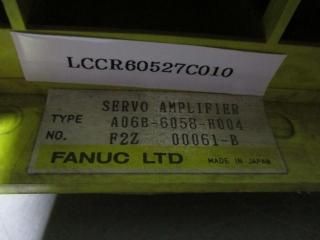 LCCR60527C010
SERVO AMPLIFIER
TYPE A06B-6058-H004
NO. F2Z 00061-B
FANUC LTD MADE IN JAPAN